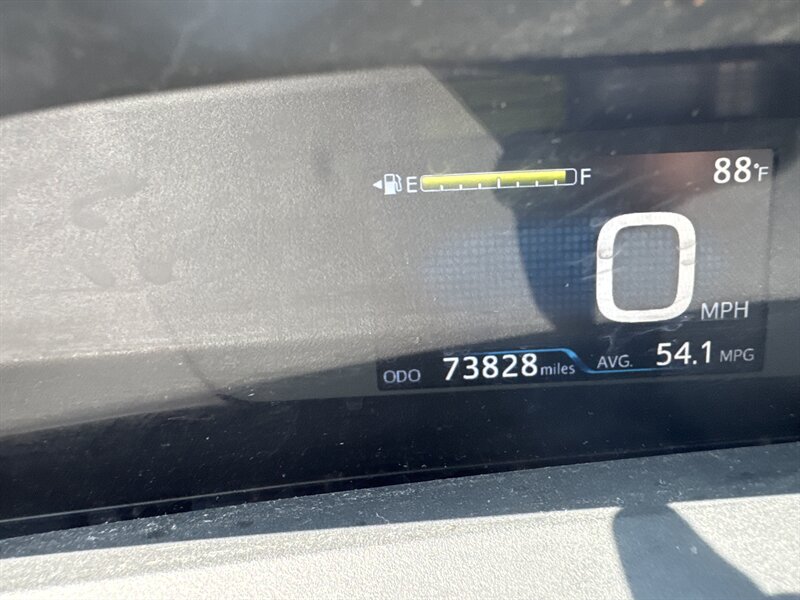 E F 88°F
0 MPH
ODO 73828 miles AVG. 54.1 MPG